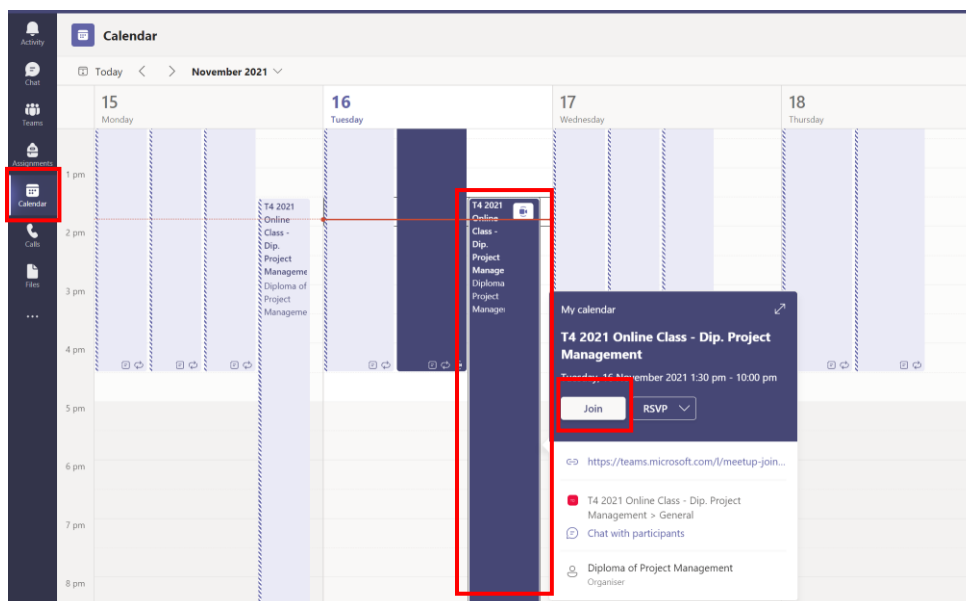 Activity
Chat
Teams
Assignments
Calendar
Calls
Files
...
Calendar
Today
November 2021
15
Monday
16
Tuesday
17
Wednesday
18
Thursday
1 pm
2 pm
3 pm
4 pm
5 pm
6 pm
7 pm
8 pm
T4 2021
Online
Class -
Dip.
Project
Manageme
Diploma of
Project
Manageme
T4 2021
Online
Class -
Dip.
Project
Manage
Diploma
Project
Manage
My calendar
T4 2021 Online Class - Dip. Project
Management
Tuesday, 16 November 2021 1:30 pm - 10:00 pm
Join
RSVP
https://teams.microsoft.com/l/meetup-join...
T4 2021 Online Class - Dip. Project
Management > General
Chat with participants
Diploma of Project Management
Organiser